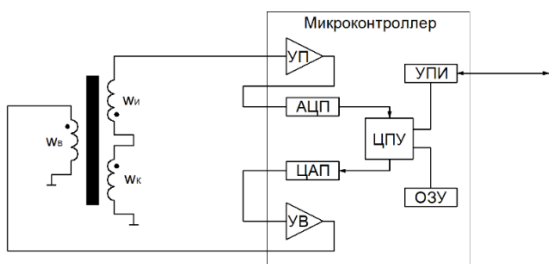 Микроконтроллер
УП
УПИ
wИ
АЦП
ЦПУ
wВ
wК
ЦАП
ОЗУ
УВ